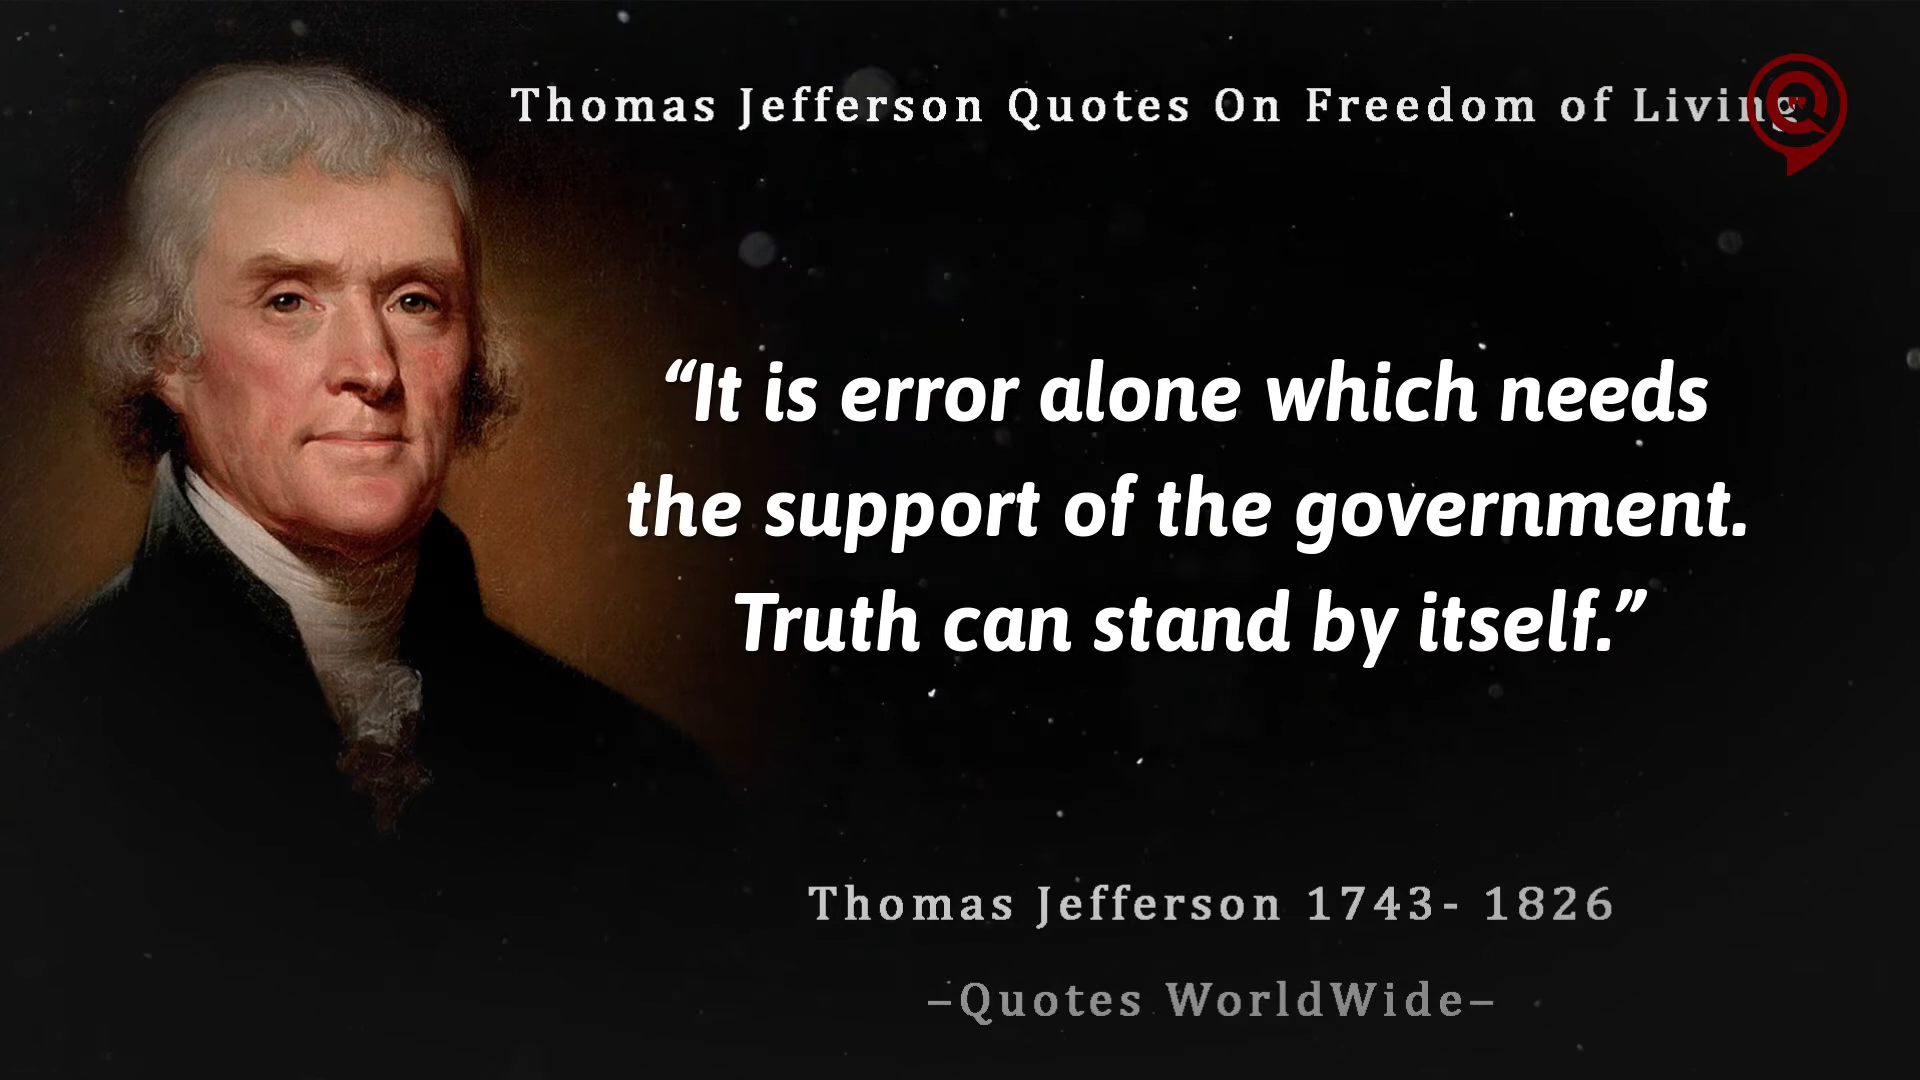 Thomas Jefferson Quotes On Freedom of Living
“It is error alone which needs
the support of the government.
Truth can stand by itself.”
Thomas Jefferson 1743- 1826
–Quotes WorldWide–